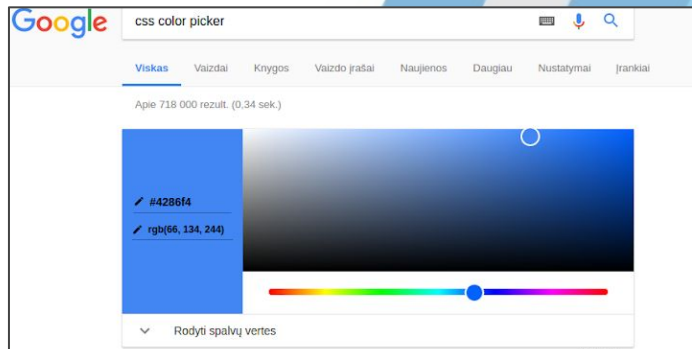 Google
css color picker
Viskas Vaizdai Knygos Vaizdo įrašai Naujienos Daugiau Nustatymai Įrankiai
Apie 718 000 rezult. (0,34 sek.)
#4286f4
rgb(66, 134, 244)
Rodyti spalvų vertes